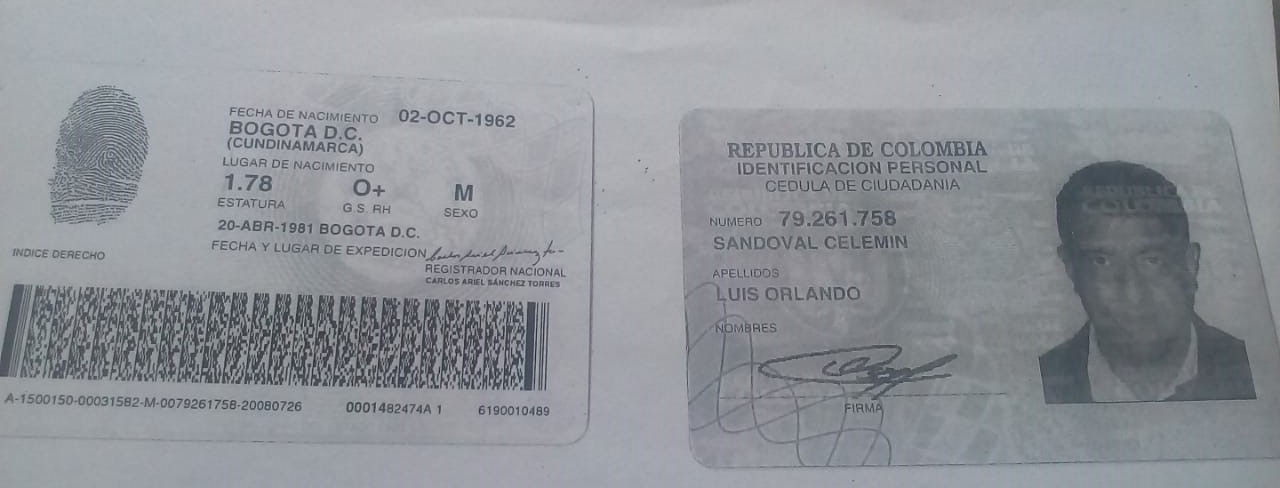 FECHA DE NACIMIENTO 02-OCT-1962
BOGOTA D.C.
(CUNDINAMARCA)
LUGAR DE NACIMIENTO
1.78 O+ M
ESTATURA G.S. RH SEXO
20-ABR-1981 BOGOTA D.C.
FECHA Y LUGAR DE EXPEDICION
INDICE DERECHO
REGISTRADOR NACIONAL
CARLOS ARIEL SÁNCHEZ TORRES
A-1500150-00031582-M-0079261758-20080726 0001482474A 1 6190010489
REPUBLICA DE COLOMBIA
IDENTIFICACION PERSONAL
CEDULA DE CIUDADANIA
NUMERO 79.261.758
SANDOVAL CELEMIN
APELLIDOS
LUIS ORLANDO
NOMBRES
FIRMA